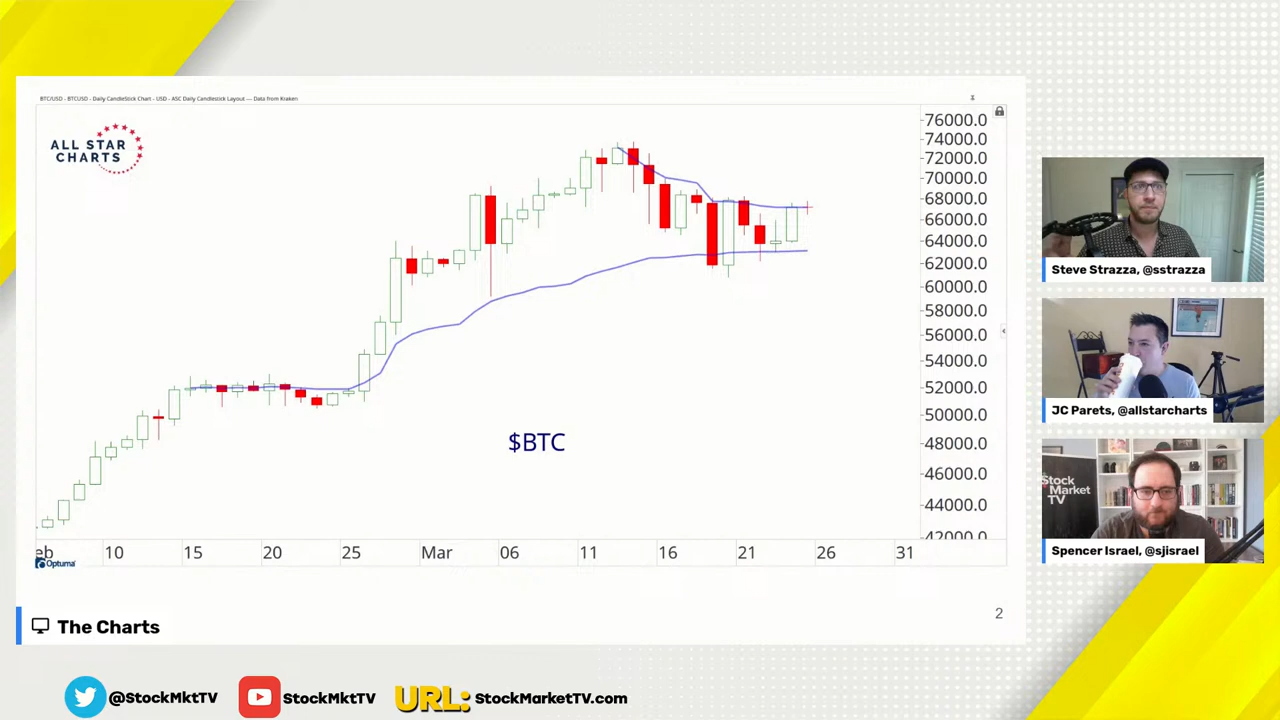 BTC/USD - BTCUSD - Daily CandleStick Chart - USD - ASC Daily Candlestick Layout --- Data from Kraken
ALL STAR
CHARTS
76000.0
74000.0
72000.0
70000.0
68000.0
66000.0
64000.0
62000.0
60000.0
58000.0
56000.0
54000.0
52000.0
50000.0
48000.0
46000.0
44000.0
42000.0
$BTC
eb 10 15 20 25 Mar 06 11 16 21 26 31
Optuma
2
The Charts
Steve Strazza, @sstrazza
JC Parets, @allstarcharts
Stock
Market
TV
Spencer Israel, @sjisrael
@StockMktTV StockMktTV URL: StockMarketTV.com